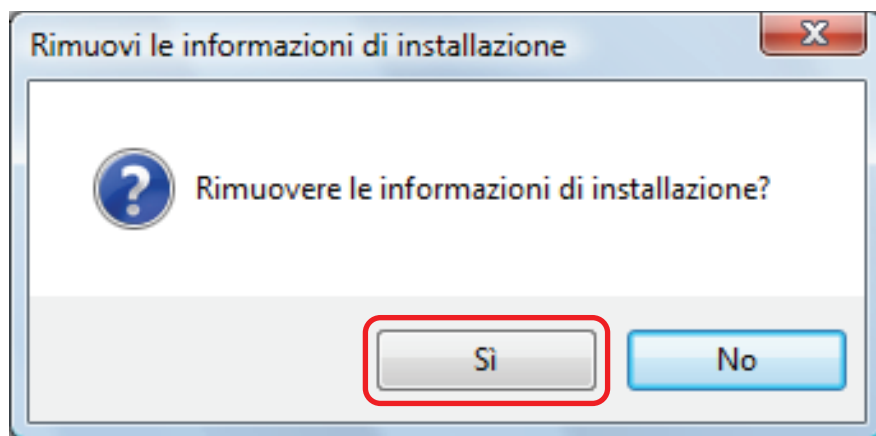 Rimuovi le informazioni di installazione
Rimuovere le informazioni di installazione?
Sì
No